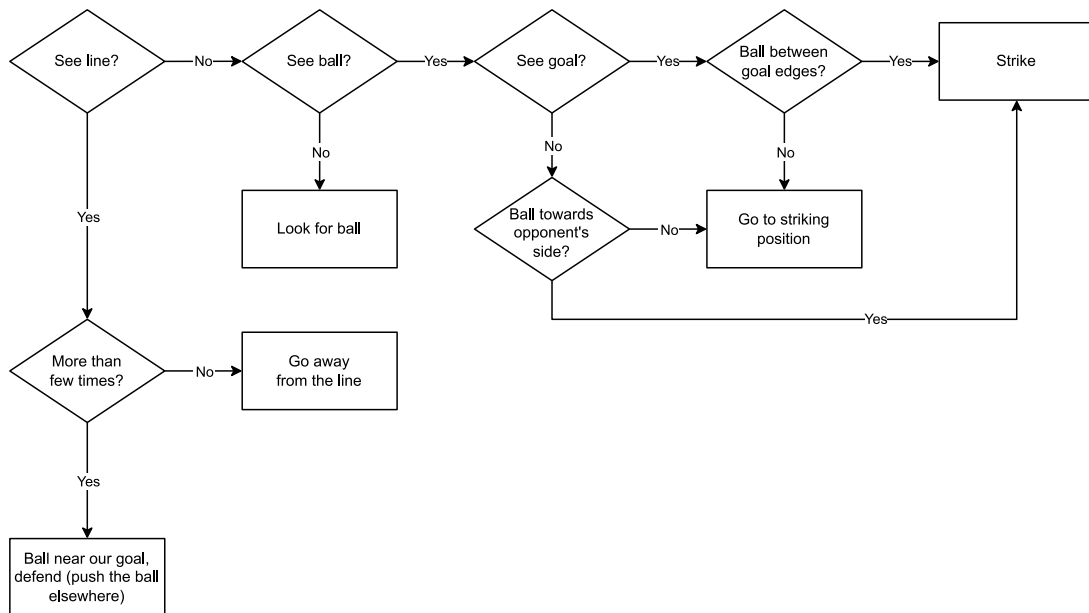 See line?
No
See ball?
Yes
See goal?
Yes
Ball between
goal edges?
Yes
Strike
No
No
No
Yes
Look for ball
Ball towards
opponent's
side?
No
Go to striking
position
Yes
More than
few times?
No
Go away
from the line
Yes
Ball near our goal,
defend (push the ball
elsewhere)